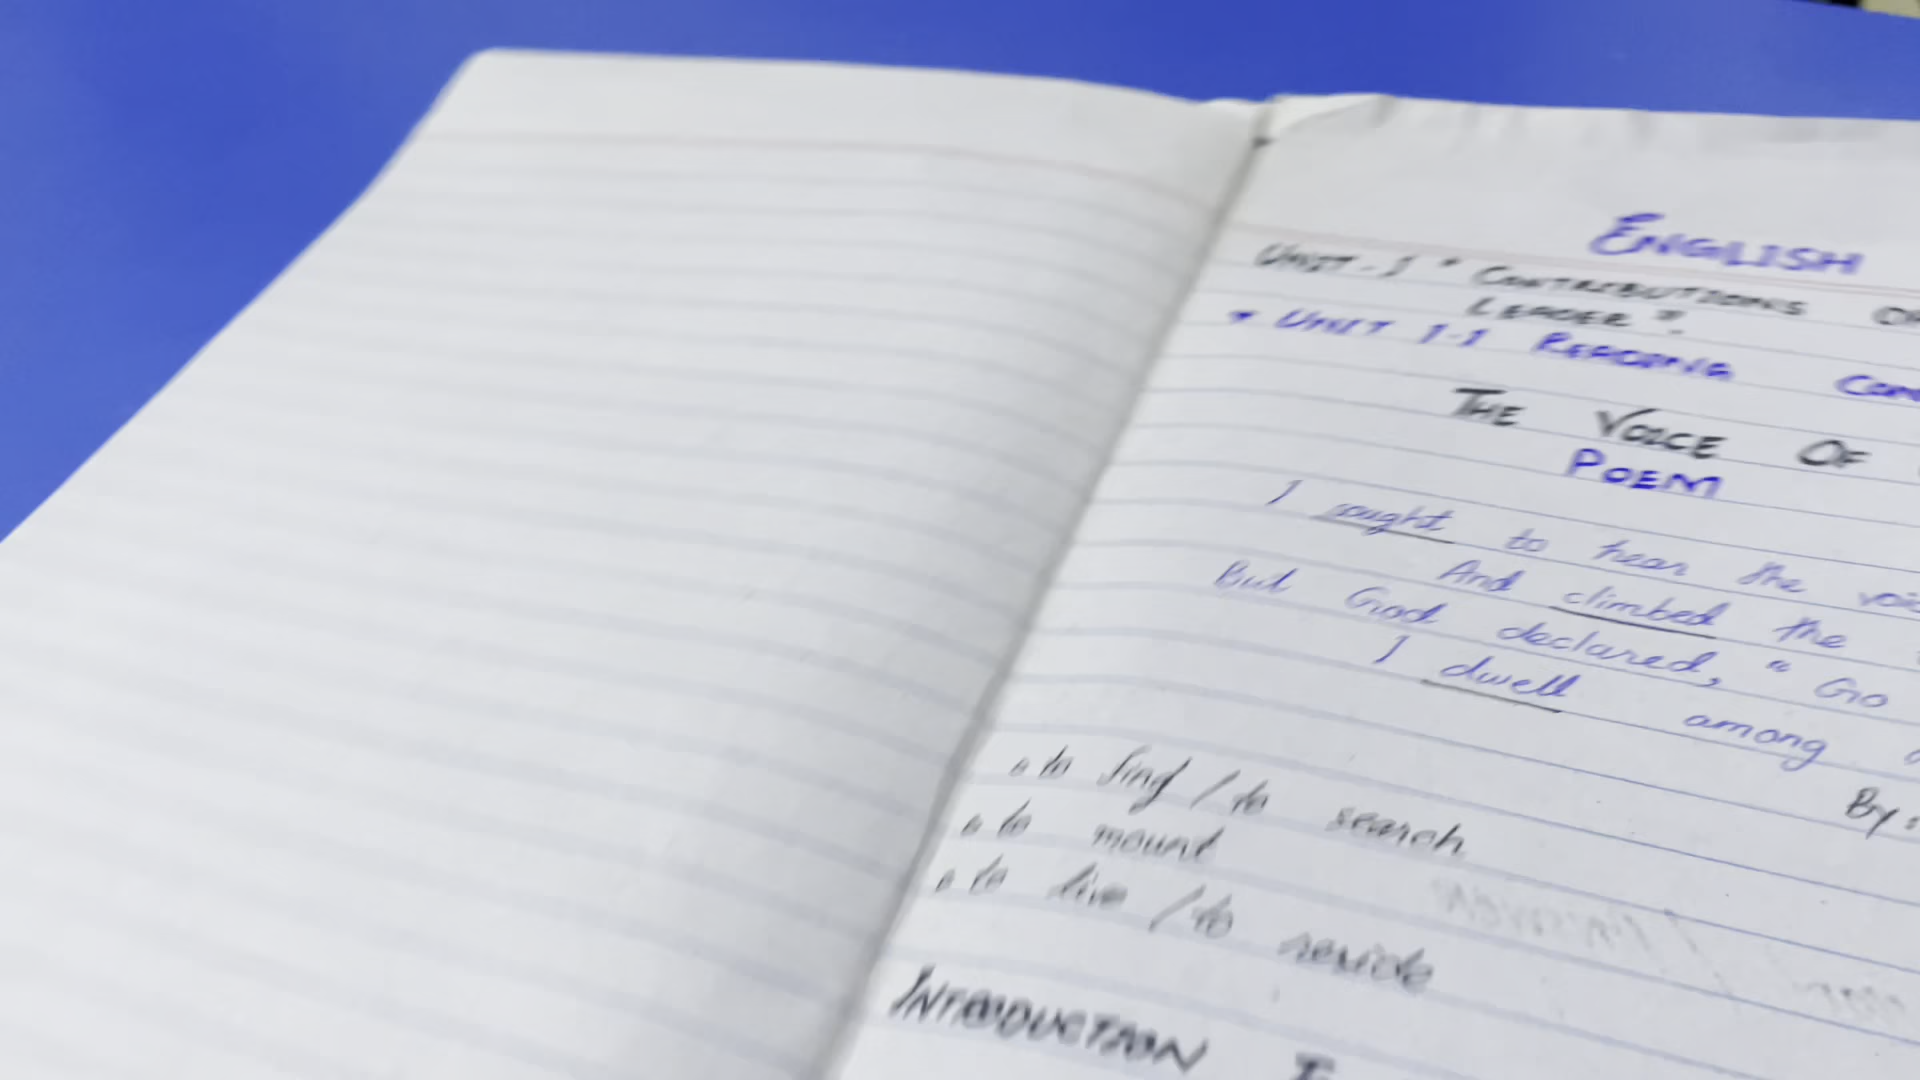 ENGLISH
UNIT-1 " CONTRIBUTIONS OF
LEADER".
* UNIT 1.1 READING COM
THE VOICE OF
POEM
I sought to hear the voic
And climbed the
But God declared, " Go
I dwell among
By:
to find / to search
to mount
to live / to reside
INTRODUCTION